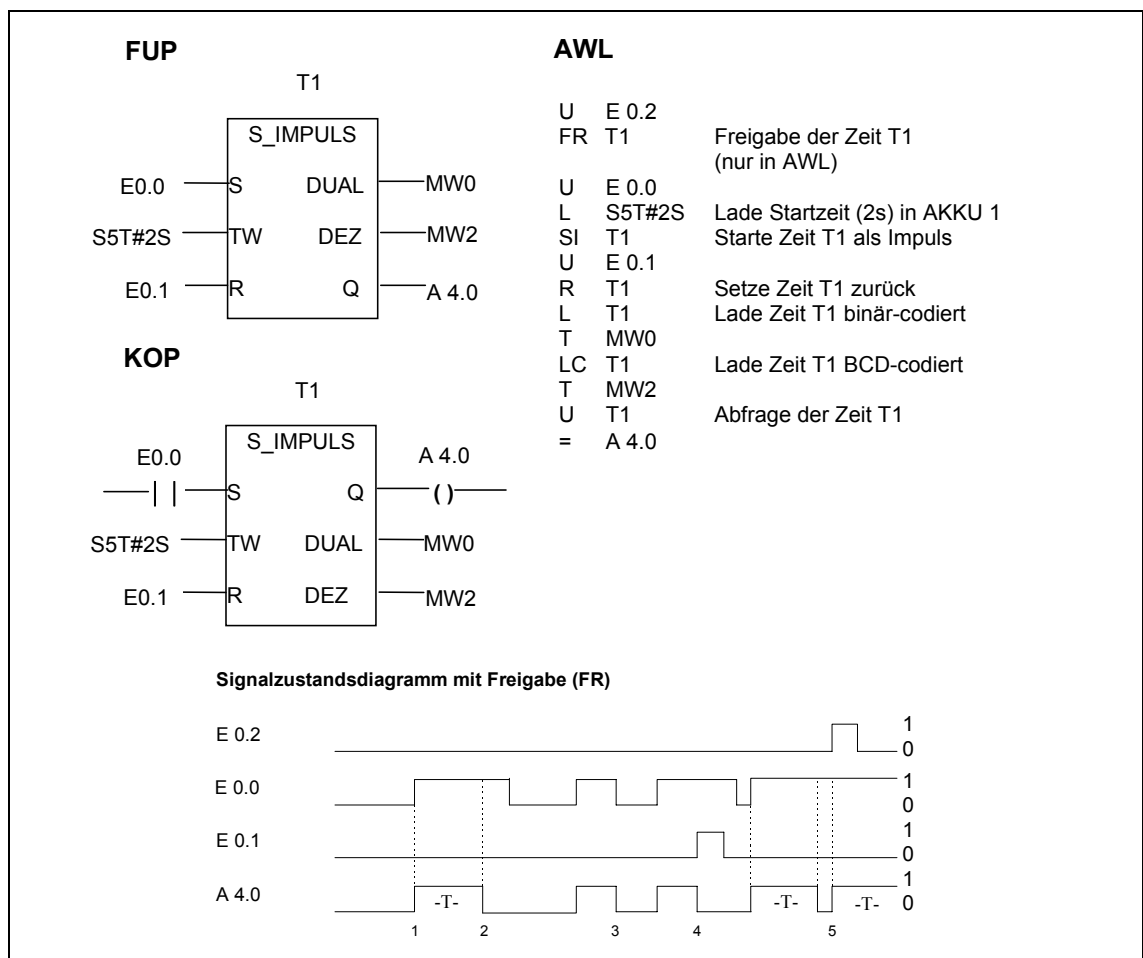 FUP
T1
S_IMPULS
E0.0 S DUAL MW0
S5T#2S TW DEZ MW2
E0.1 R Q A 4.0
KOP
T1
S_IMPULS
E0.0 A 4.0
S Q ( )
S5T#2S TW DUAL MW0
E0.1 R DEZ MW2
AWL
U E 0.2
FR T1 Freigabe der Zeit T1
(nur in AWL)
U E 0.0
L S5T#2S Lade Startzeit (2s) in AKKU 1
SI T1 Starte Zeit T1 als Impuls
U E 0.1
R T1 Setze Zeit T1 zurück
L T1 Lade Zeit T1 binär-codiert
T MW0
LC T1 Lade Zeit T1 BCD-codiert
T MW2
U T1 Abfrage der Zeit T1
= A 4.0
Signalzustandsdiagramm mit Freigabe (FR)
E 0.2 1
0
E 0.0 1
0
E 0.1 1
0
A 4.0 1
-T- -T- -T- 0
1 2 3 4 5